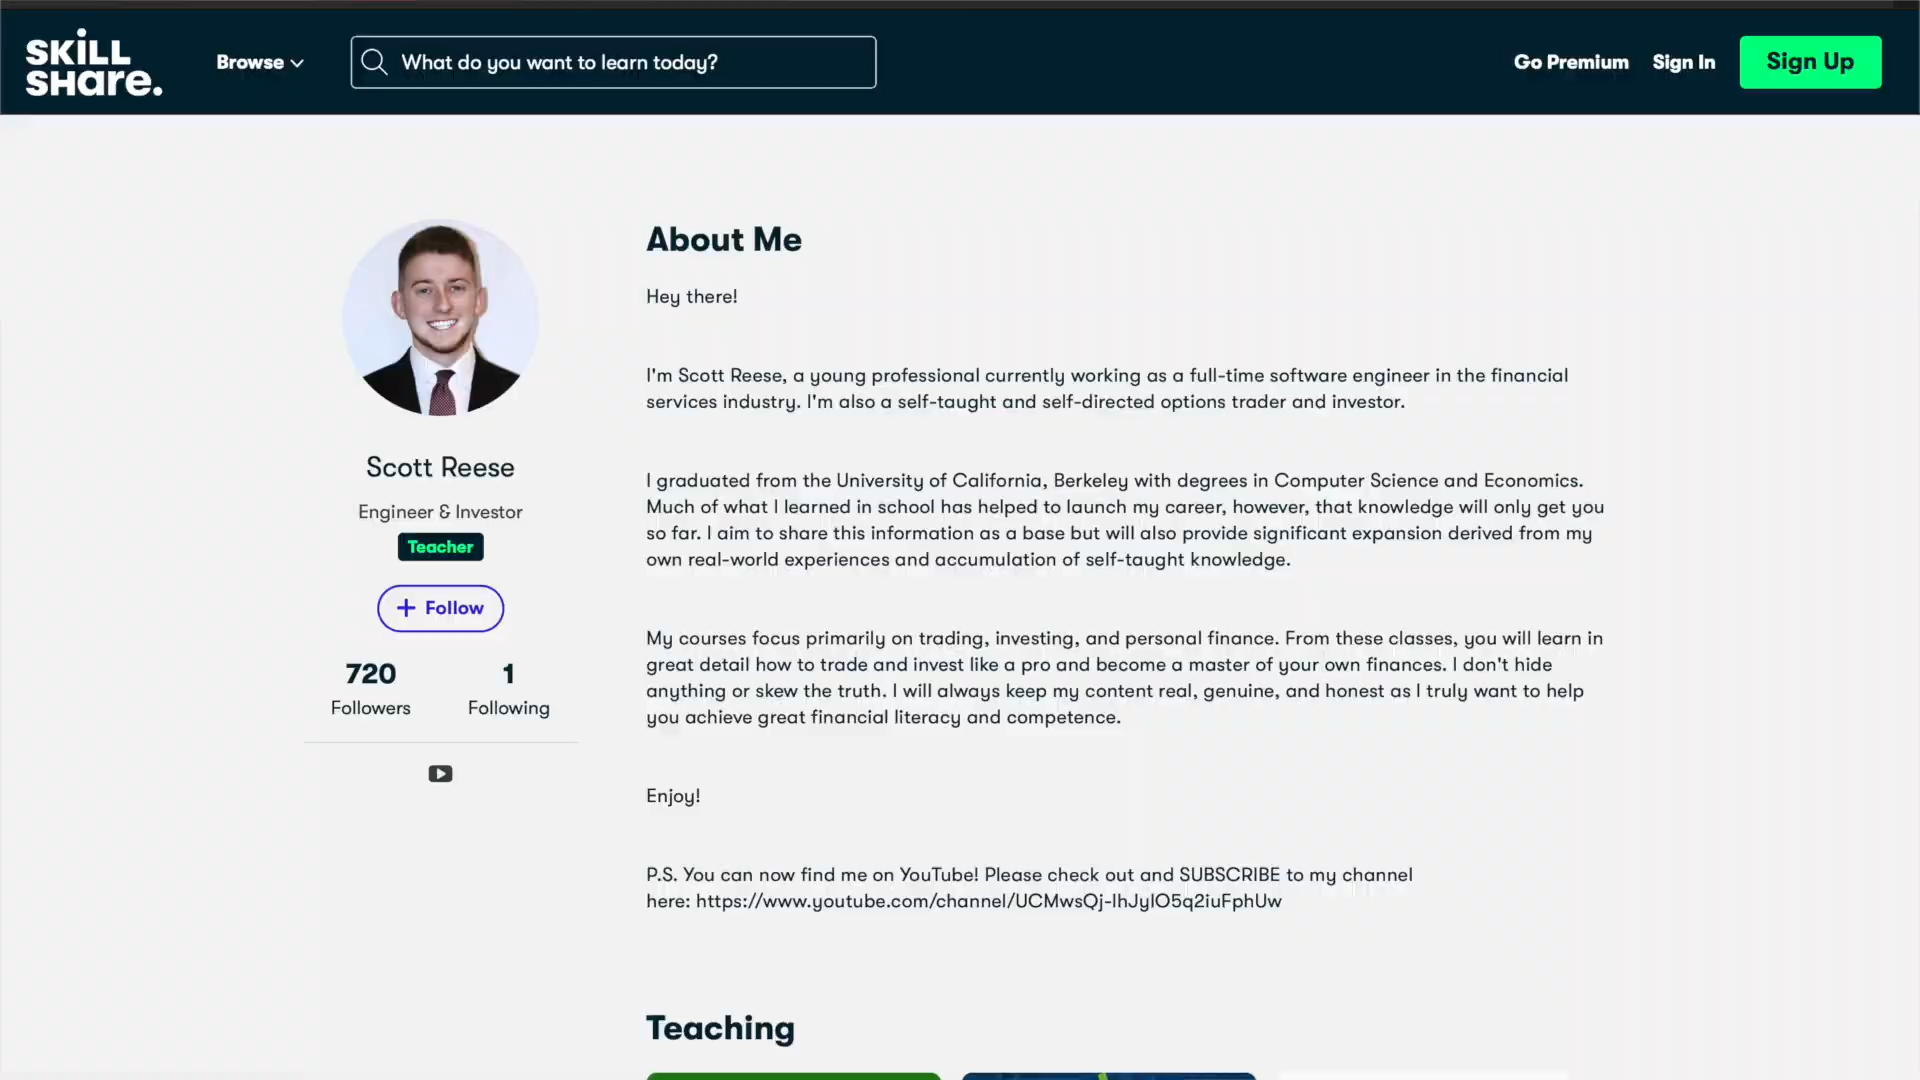 SKILL
SHare.
Browse
What do you want to learn today?
Go Premium
Sign In
Sign Up
Scott Reese
Engineer & Investor
Teacher
+ Follow
720
Followers
1
Following
About Me
Hey there!
I'm Scott Reese, a young professional currently working as a full-time software engineer in the financial
services industry. I'm also a self-taught and self-directed options trader and investor.
I graduated from the University of California, Berkeley with degrees in Computer Science and Economics.
Much of what I learned in school has helped to launch my career, however, that knowledge will only get you
so far. I aim to share this information as a base but will also provide significant expansion derived from my
own real-world experiences and accumulation of self-taught knowledge.
My courses focus primarily on trading, investing, and personal finance. From these classes, you will learn in
great detail how to trade and invest like a pro and become a master of your own finances. I don't hide
anything or skew the truth. I will always keep my content real, genuine, and honest as I truly want to help
you achieve great financial literacy and competence.
Enjoy!
P.S. You can now find me on YouTube! Please check out and SUBSCRIBE to my channel
here: https://www.youtube.com/channel/UCMwsQj-IhJyIO5q2iuFphUw
Teaching